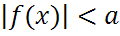 |f(x)| < a